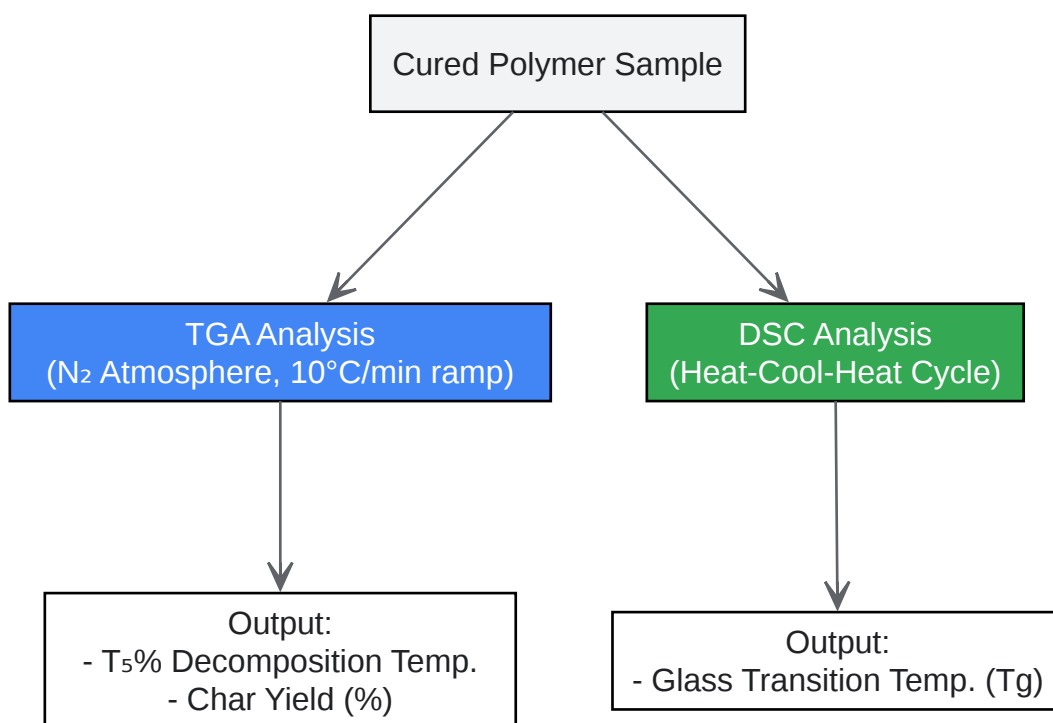 Cured Polymer Sample
TGA Analysis
(N₂ Atmosphere, 10°C/min ramp)
DSC Analysis
(Heat-Cool-Heat Cycle)
Output:
- T₅% Decomposition Temp.
- Char Yield (%)
Output:
- Glass Transition Temp. (Tg)